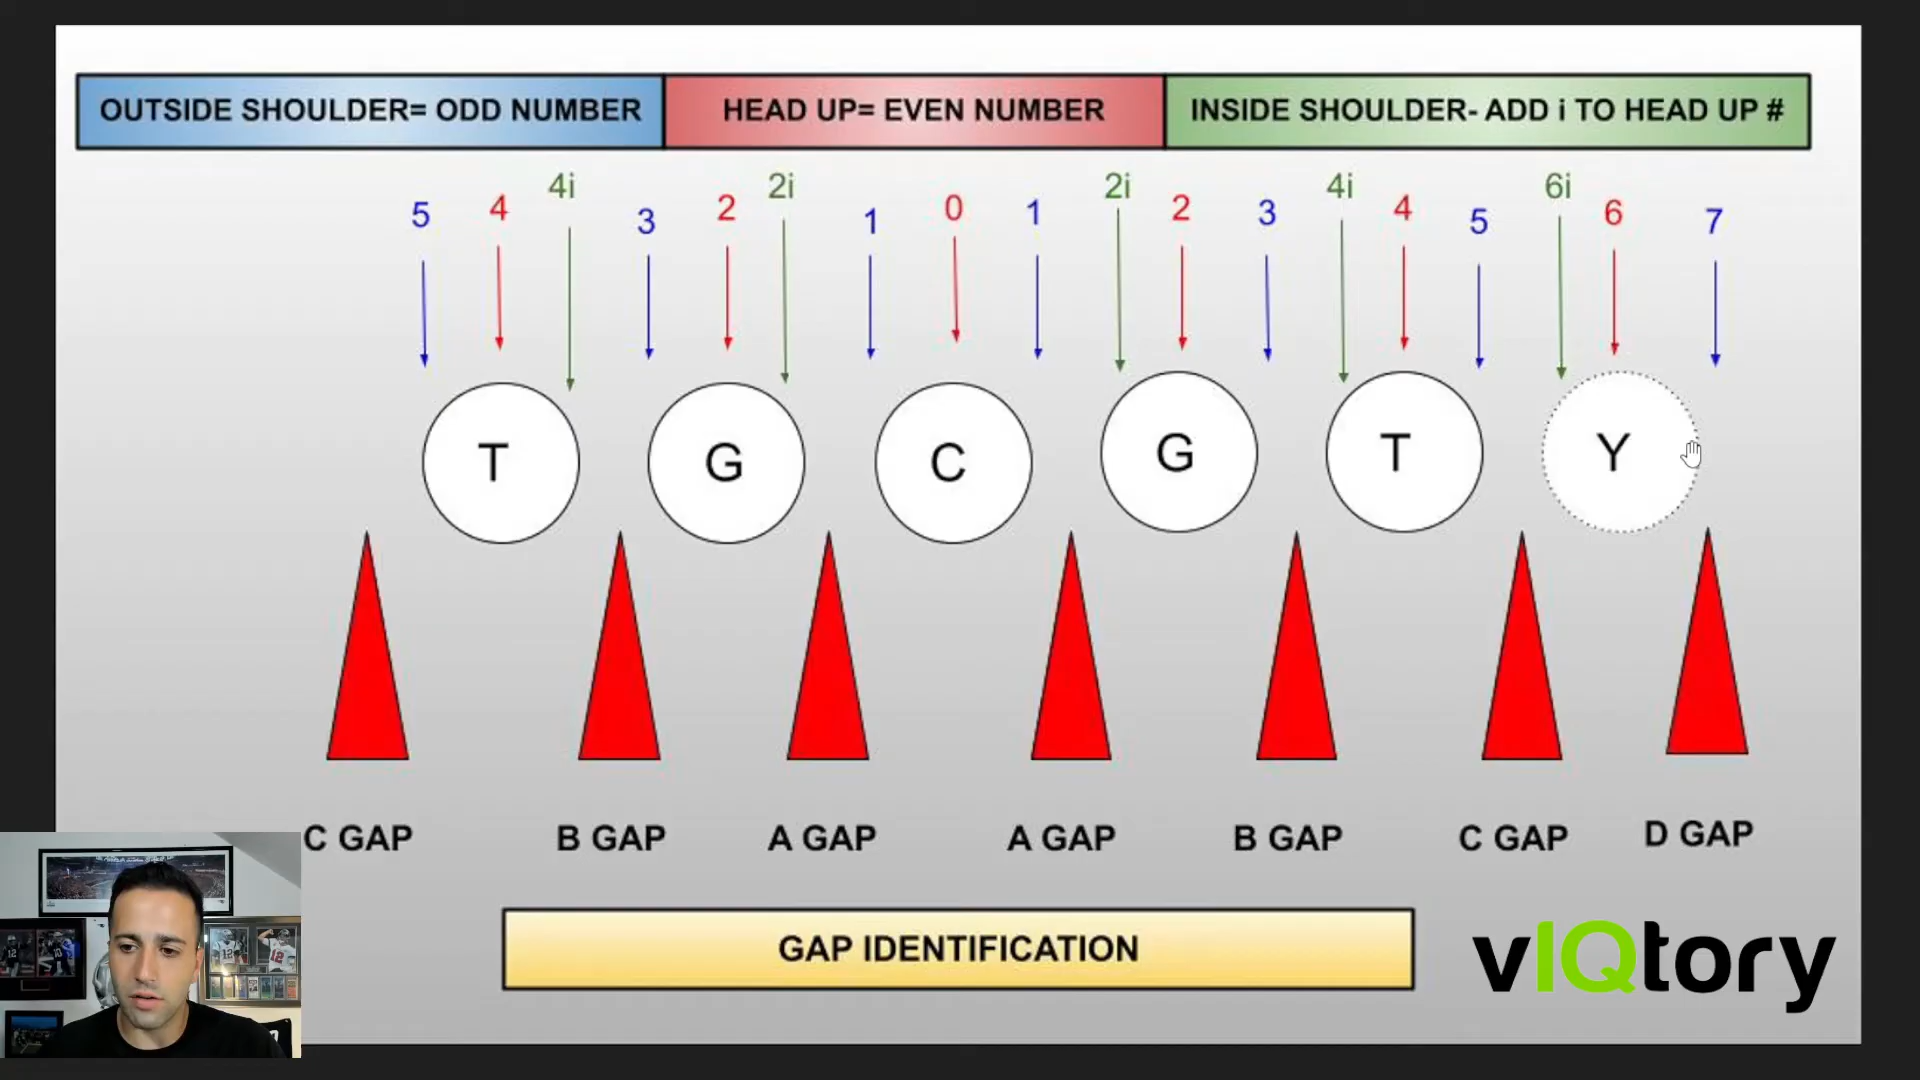 OUTSIDE SHOULDER= ODD NUMBER HEAD UP= EVEN NUMBER INSIDE SHOULDER- ADD i TO HEAD UP #
5 4 4i 3 2 2i 1 0 1 2i 2 3 4i 4 5 6i 6 7
T G C G T Y
C GAP B GAP A GAP A GAP B GAP C GAP D GAP
GAP IDENTIFICATION
vIQtory